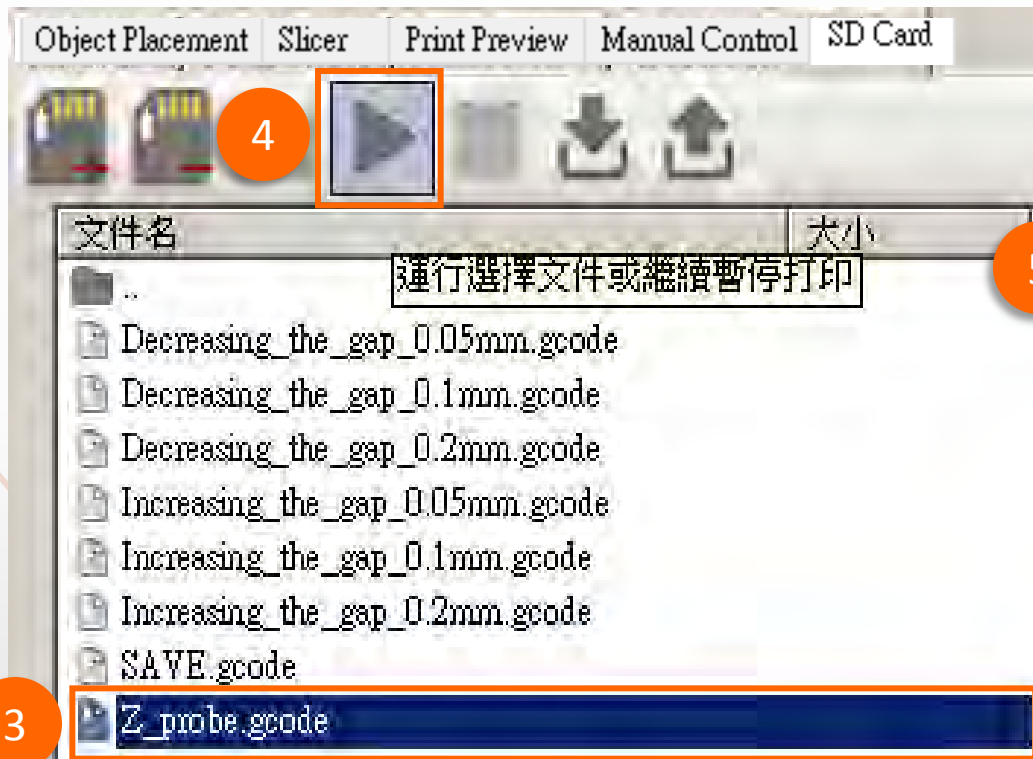 Object Placement Slicer Print Preview Manual Control SD Card
4
文件名 大小
5
運行選擇文件或繼續暫停打印
..
Decreasing_the_gap_0.05mm.gcode
Decreasing_the_gap_0.1mm.gcode
Decreasing_the_gap_0.2mm.gcode
Increasing_the_gap_0.05mm.gcode
Increasing_the_gap_0.1mm.gcode
Increasing_the_gap_0.2mm.gcode
SAVE.gcode
3 Z_probe.gcode